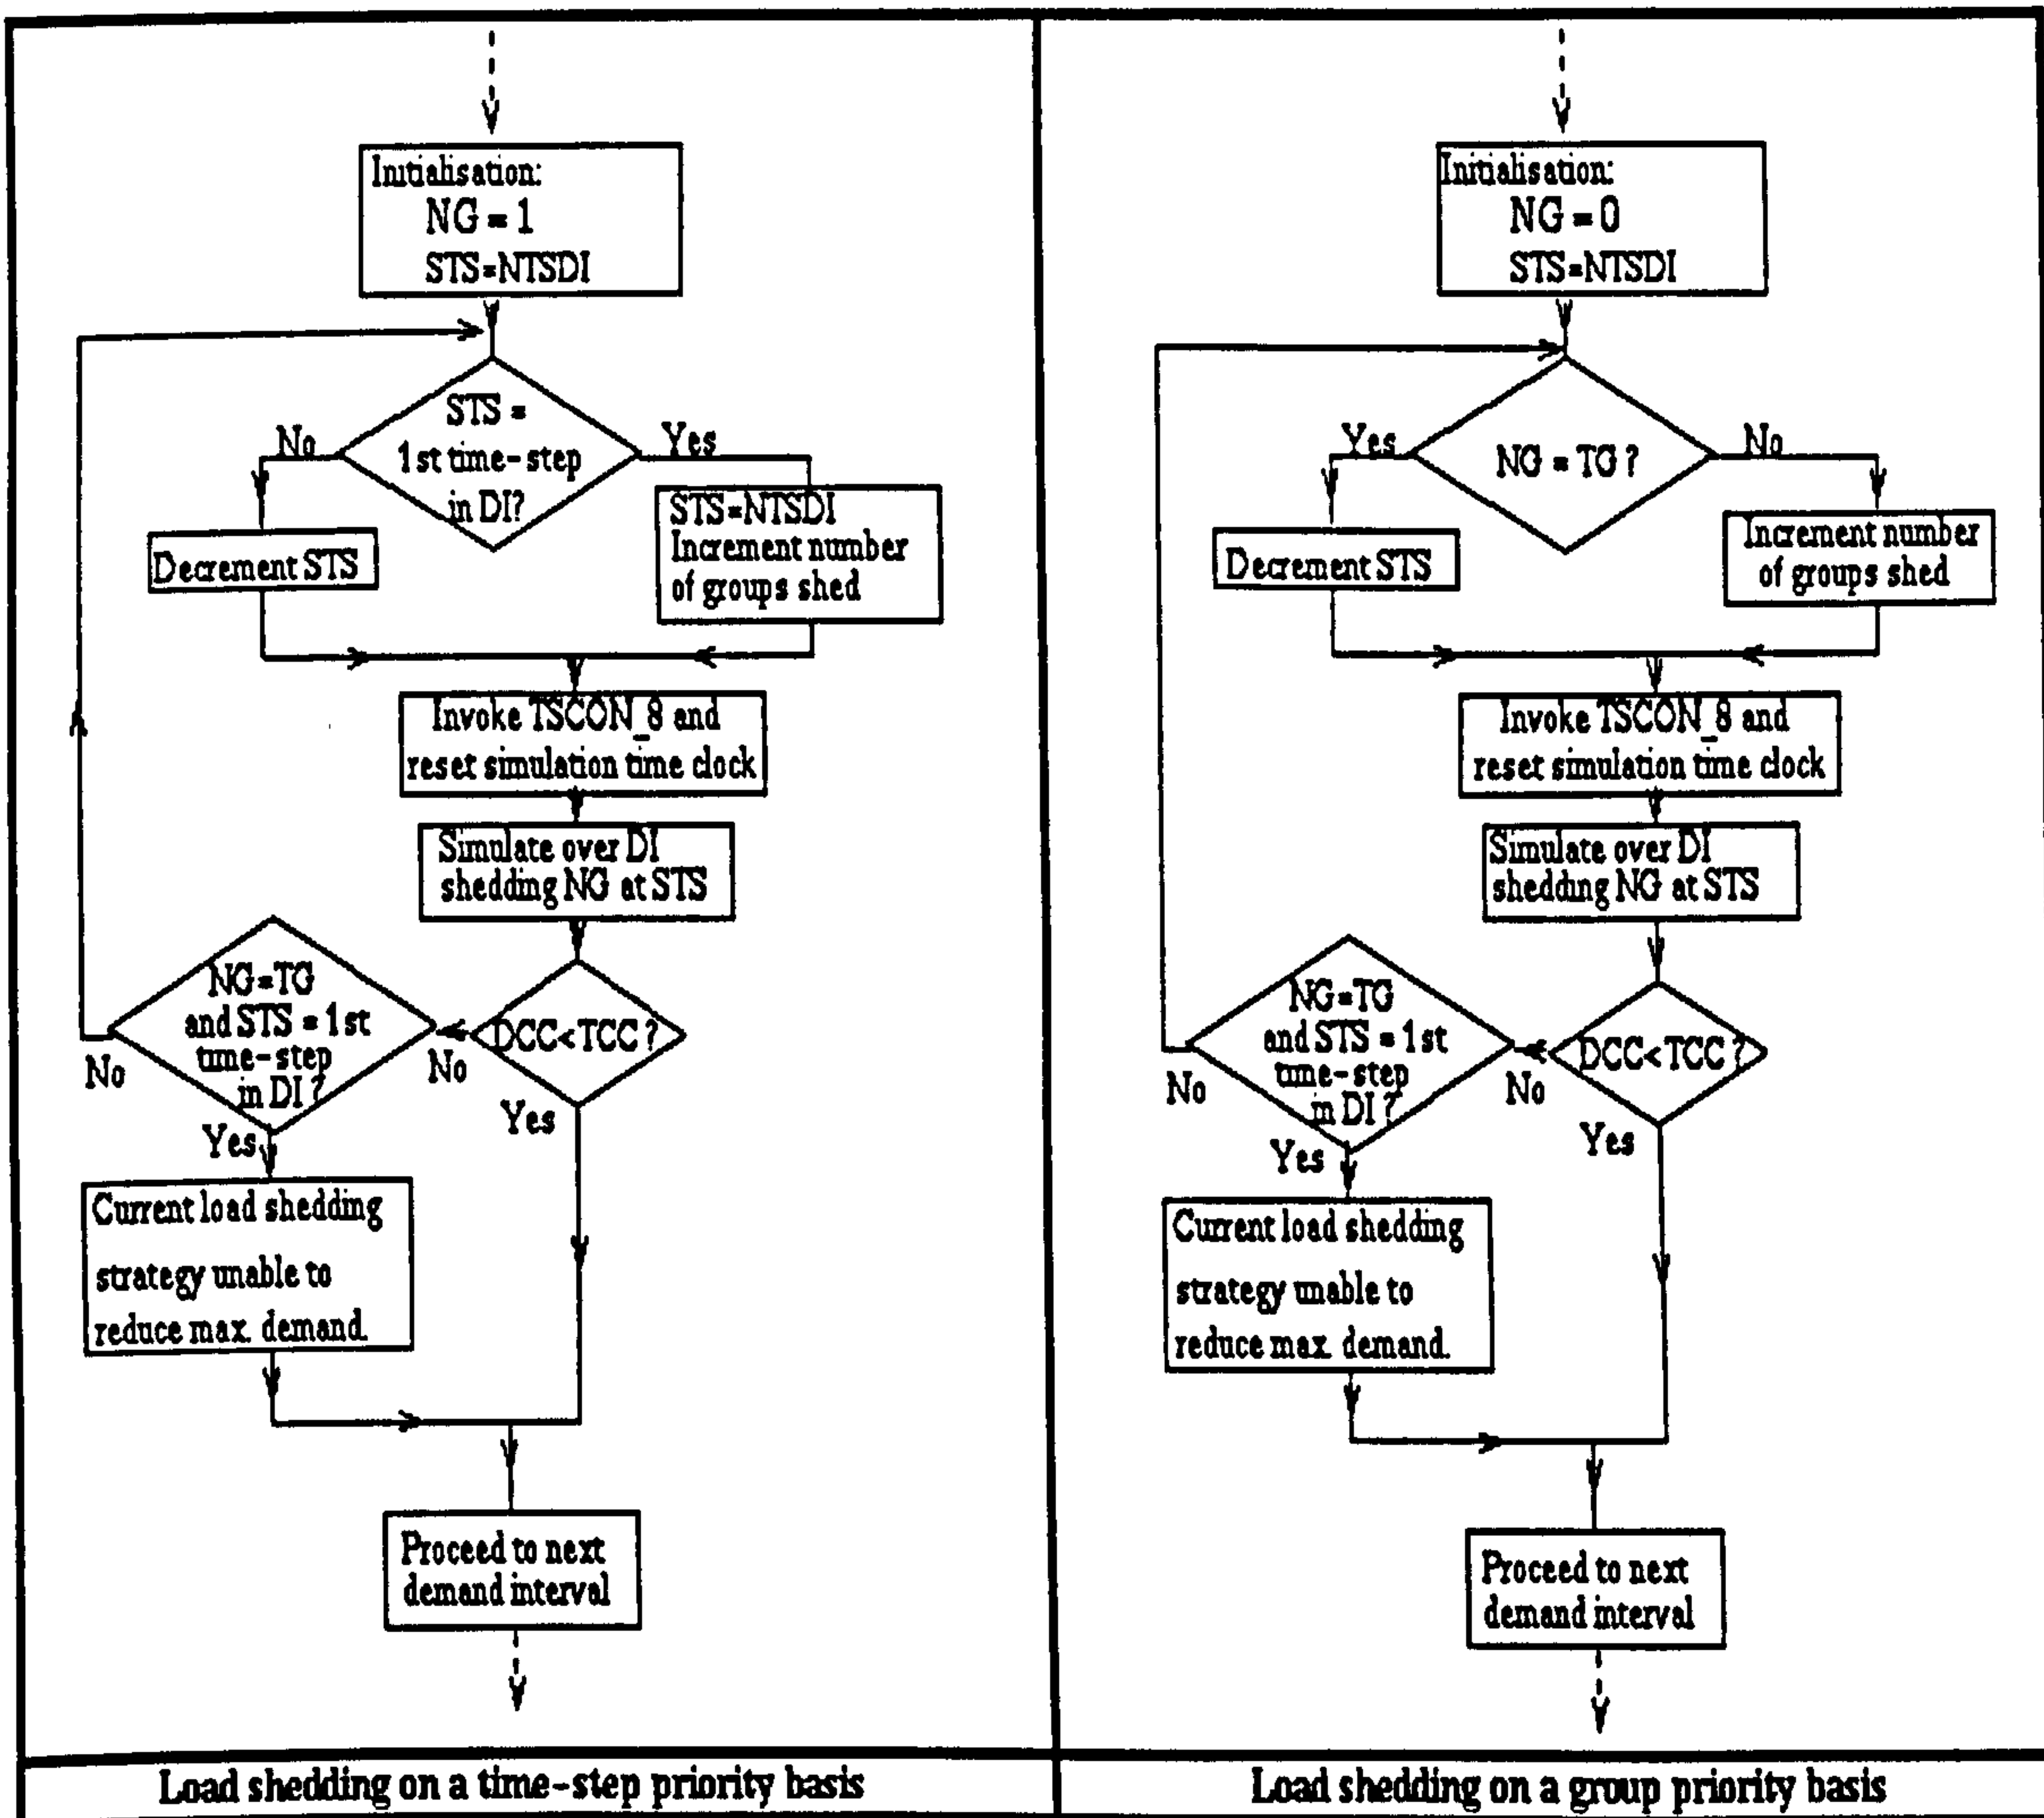 Initialisation:
NG = 1
STS=NTSDI
STS =
1st time-step
in DI?
No
Yes
Decrement STS
STS=NTSDI
Increment number
of groups shed
Invoke TSCON_8 and
reset simulation time clock
Simulate over DI
shedding NG at STS
DCC<TCC ?
No
Yes
NG=TG
and STS = 1st
time-step
in DI ?
No
Yes
Current load shedding
strategy unable to
reduce max. demand.
Proceed to next
demand interval
Load shedding on a time-step priority basis
Initialisation:
NG = 0
STS=NTSDI
NG = TG ?
Yes
No
Decrement STS
Increment number
of groups shed
Invoke TSCON_8 and
reset simulation time clock
Simulate over DI
shedding NG at STS
DCC<TCC ?
No
Yes
NG=TG
and STS = 1st
time-step
in DI ?
No
Yes
Current load shedding
strategy unable to
reduce max. demand.
Proceed to next
demand interval
Load shedding on a group priority basis